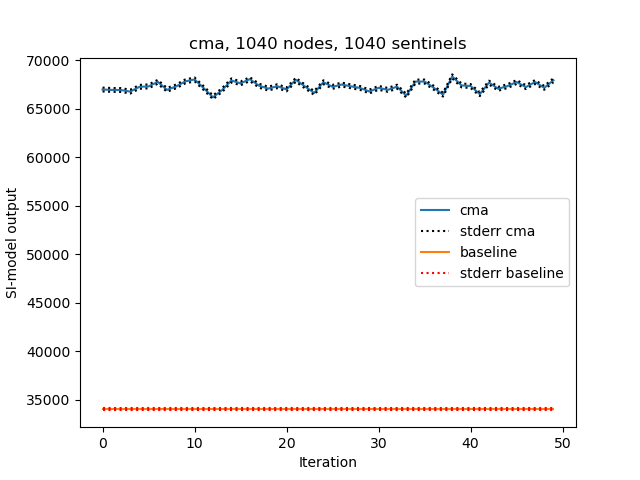 cma, 1040 nodes, 1040 sentinels
SI-model output
70000
65000
60000
55000
50000
45000
40000
35000
cma
stderr cma
baseline
stderr baseline
0 10 20 30 40 50
Iteration